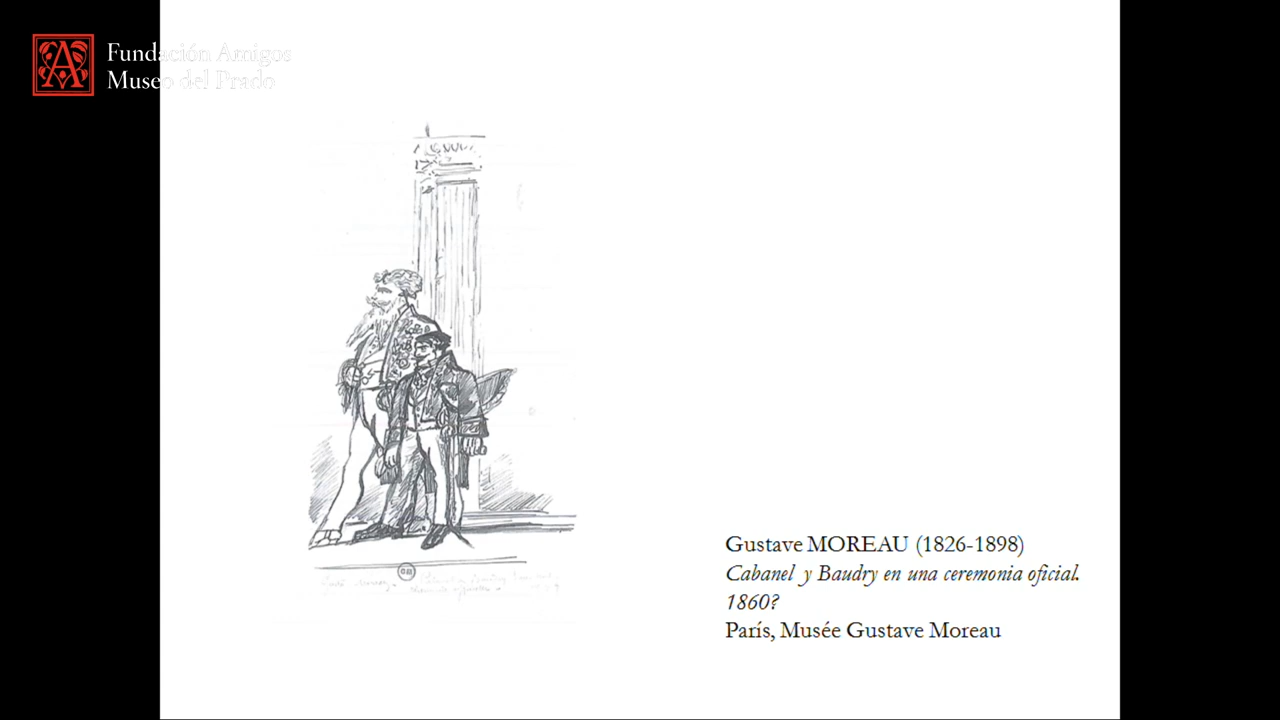 Fundación Amigos
Museo del Prado
Gustave MOREAU (1826-1898)
Cabanel y Baudry en una ceremonia oficial.
1860?
París, Musée Gustave Moreau